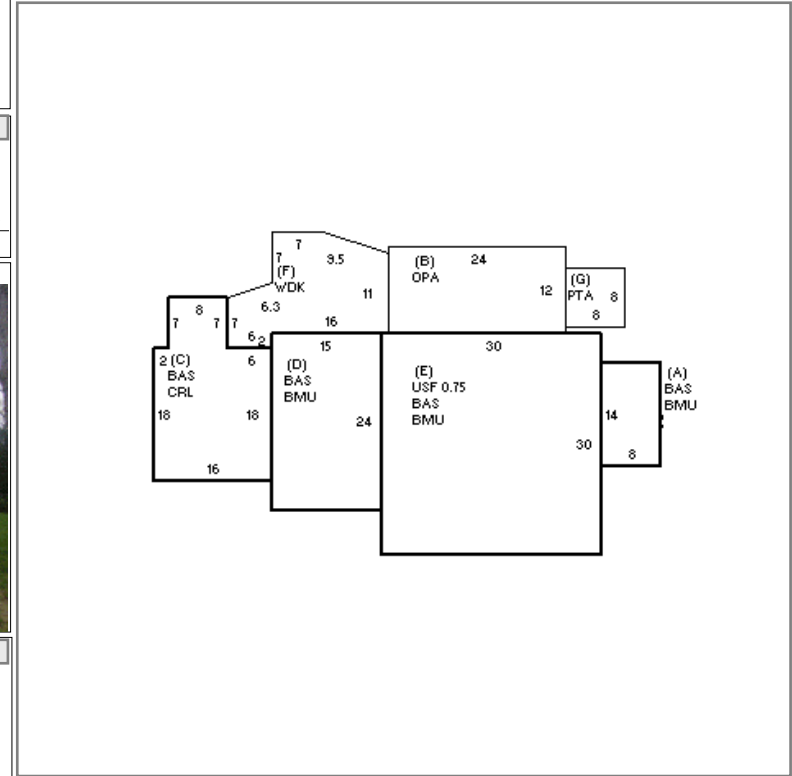 7
7
9.5
(F)
WDK
11
6.3
16
7
6
2
(B)
OPA
24
12
(G)
PTA
8
8
8
7
7
2
(C)
BAS
CRL
6
18
18
16
15
(D)
BAS
BMU
24
30
(E)
USF 0.75
BAS
BMU
30
(A)
BAS
BMU
14
8